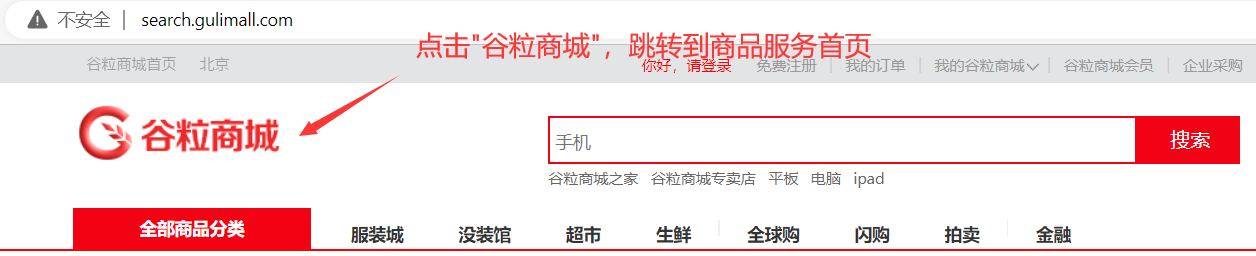 不安全 search.gulimall.com
点击"谷粒商城"，跳转到商品服务首页
谷粒商城首页 北京 你好，请登录 免费注册 我的订单 我的谷粒商城 谷粒商城会员 企业采购
谷粒商城
手机 搜索
谷粒商城之家 谷粒商城专卖店 平板 电脑 ipad
全部商品分类 服装城 没装馆 超市 生鲜 全球购 闪购 拍卖 金融